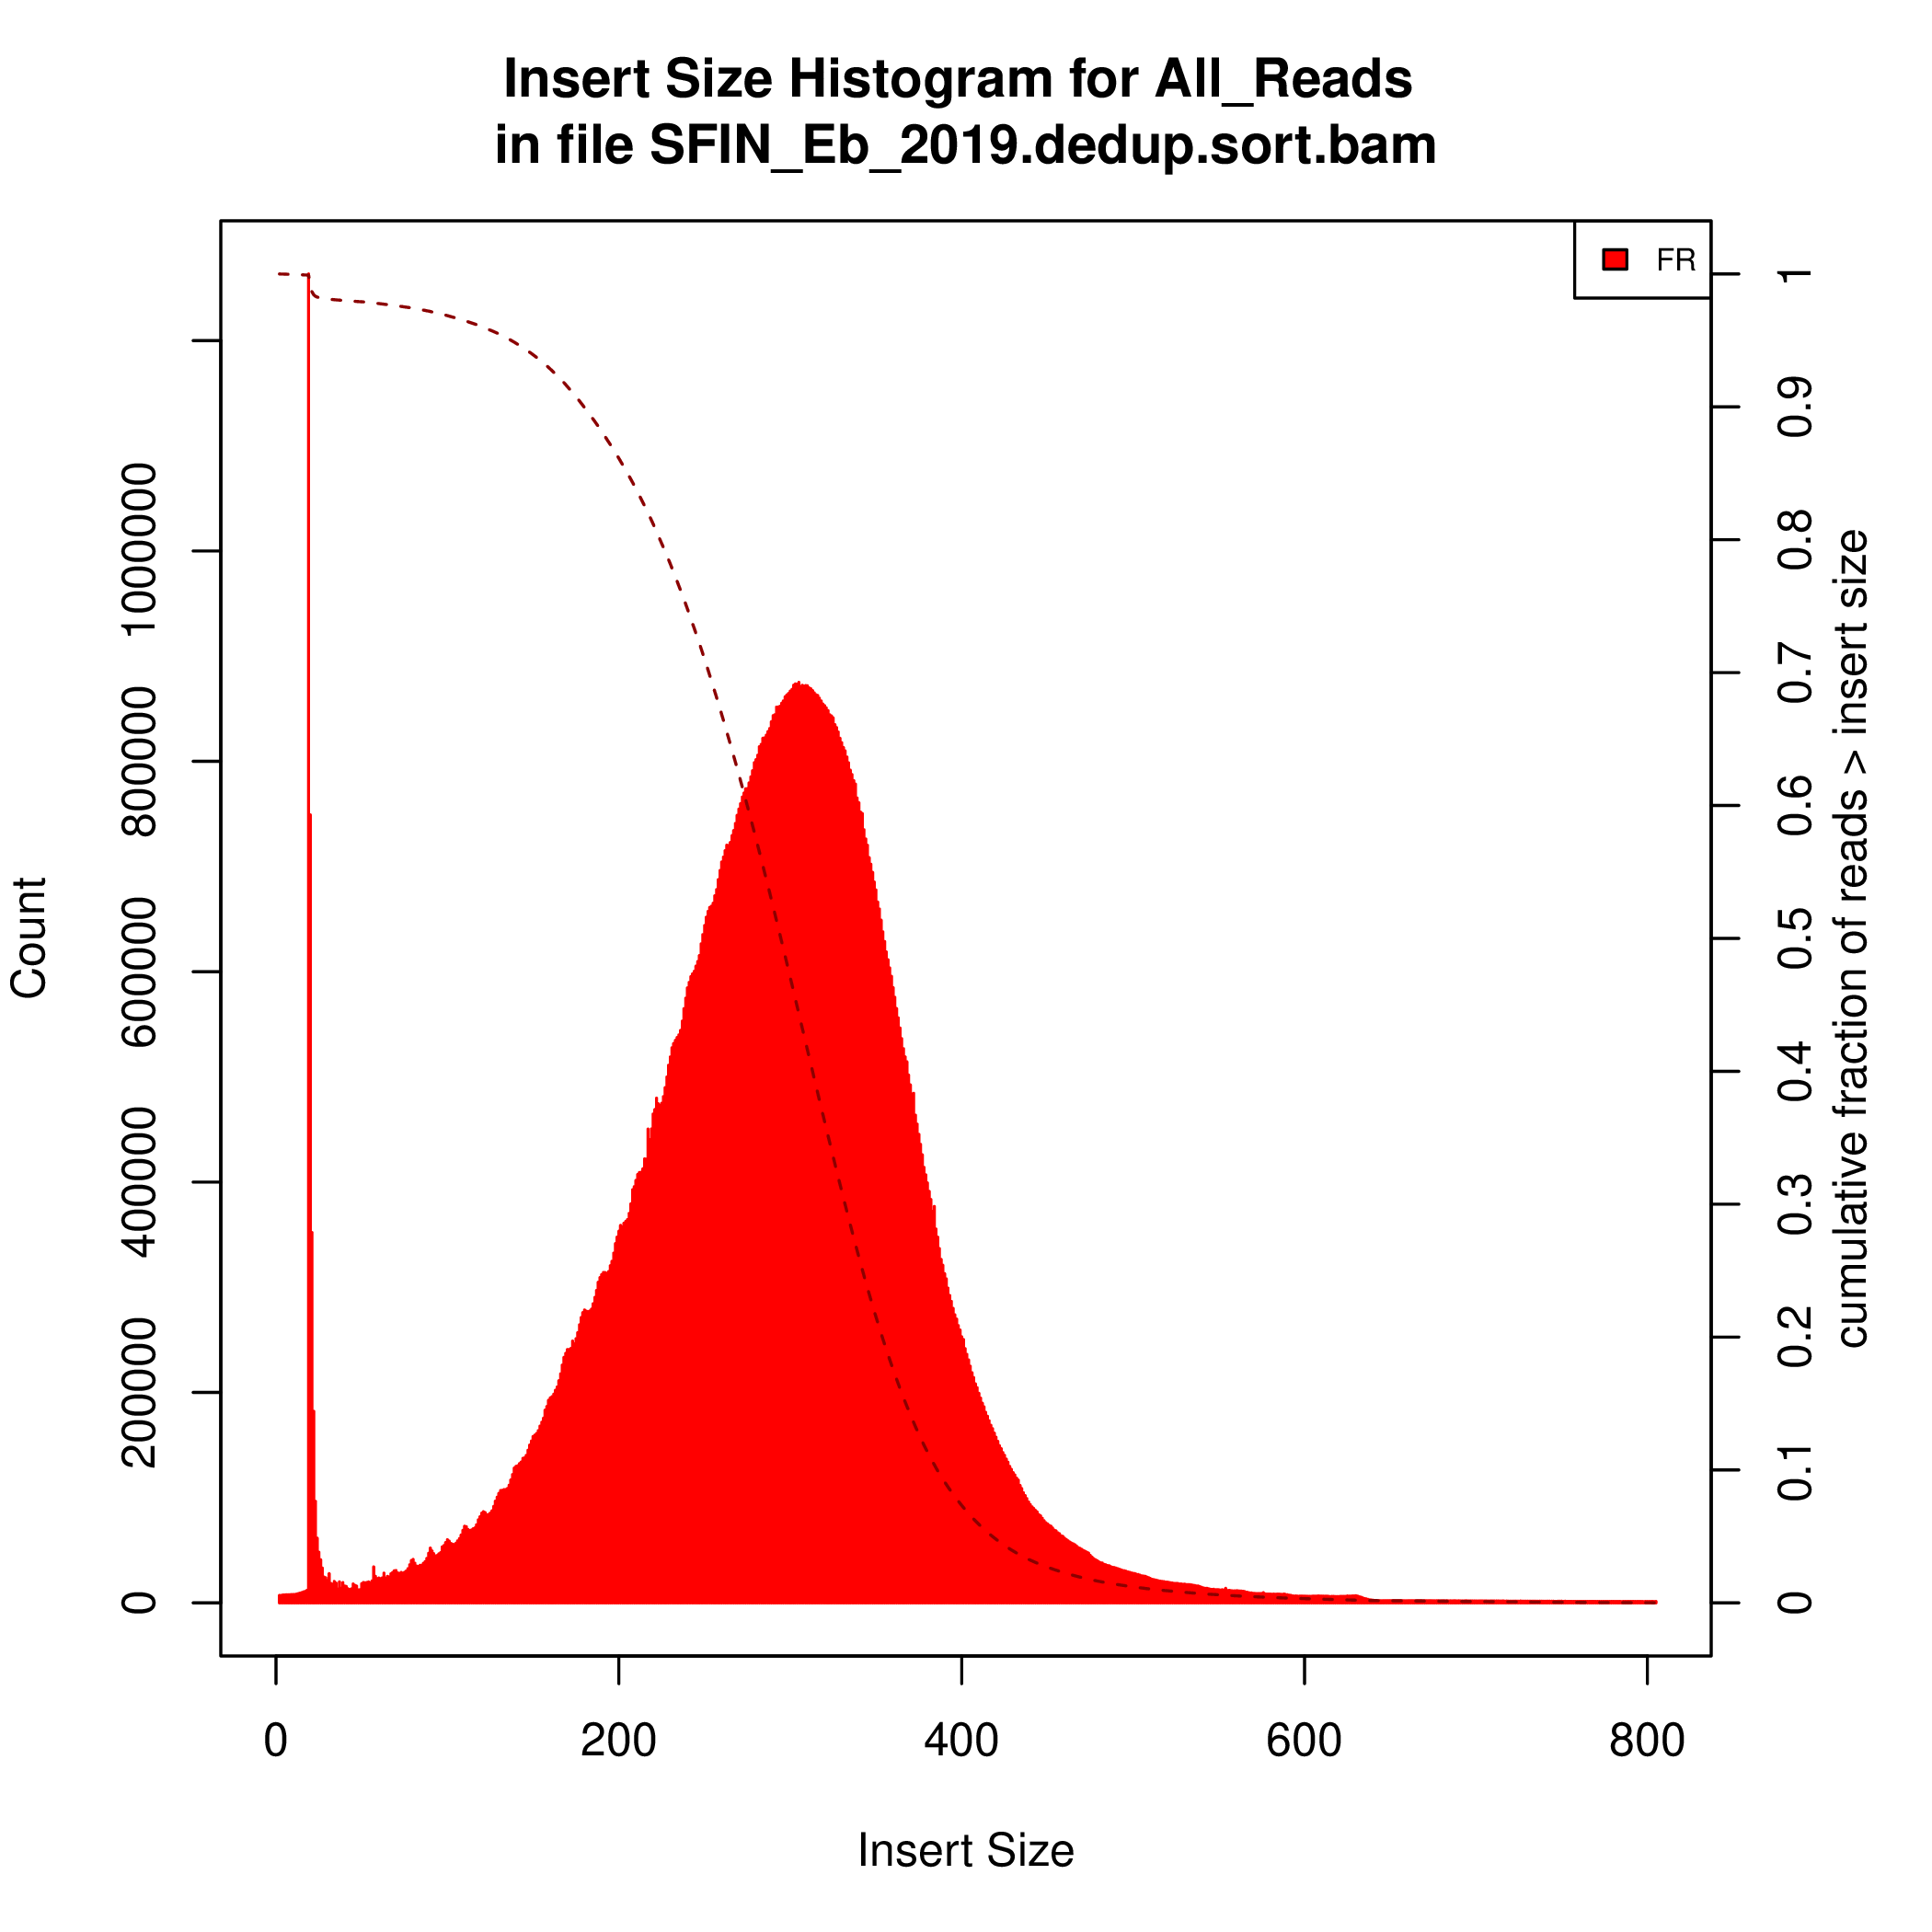 Insert Size Histogram for All_Reads
in file SFIN_Eb_2019.dedup.sort.bam
FR
Count
0
200000
400000
600000
800000
1000000
0
0.1
0.2
0.3
0.4
0.5
0.6
0.7
0.8
0.9
1
cumulative fraction of reads > insert size
0 200 400 600 800
Insert Size